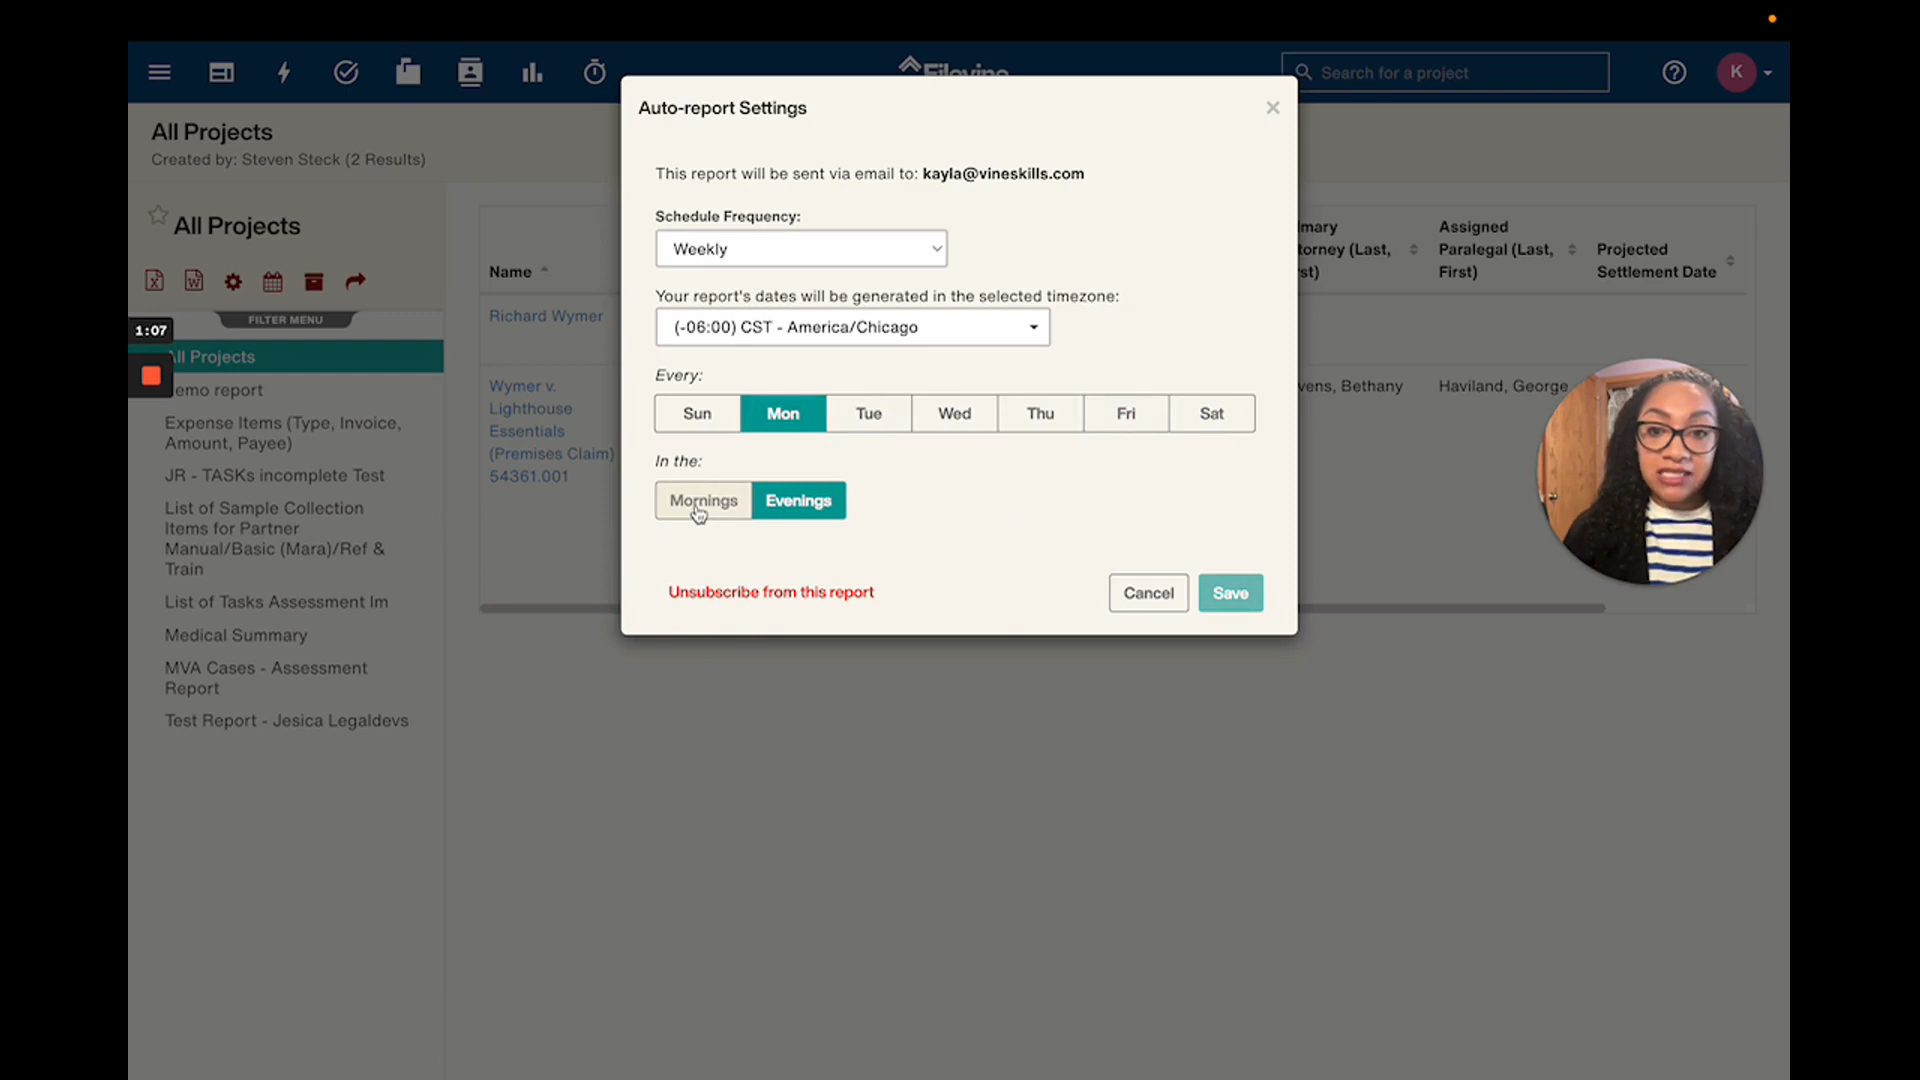 Filevine
Search for a project
K
All Projects
Created by: Steven Steck (2 Results)
All Projects
FILTER MENU
1:07
All Projects
emo report
Expense Items (Type, Invoice,
Amount, Payee)
JR - TASKs incomplete Test
List of Sample Collection
Items for Partner
Manual/Basic (Mara)/Ref &
Train
List of Tasks Assessment Im
Medical Summary
MVA Cases - Assessment
Report
Test Report - Jesica Legaldevs
Name
Richard Wymer
Wymer v.
Lighthouse
Essentials
(Premises Claim)
54361.001
Auto-report Settings
This report will be sent via email to: kayla@vineskills.com
Schedule Frequency:
Weekly
Your report's dates will be generated in the selected timezone:
(-06:00) CST - America/Chicago
Every:
Sun Mon Tue Wed Thu Fri Sat
In the:
Mornings Evenings
Unsubscribe from this report
Cancel Save
mary
torney (Last,
st)
vens, Bethany
Assigned
Paralegal (Last,
First)
Haviland, George
Projected
Settlement Date